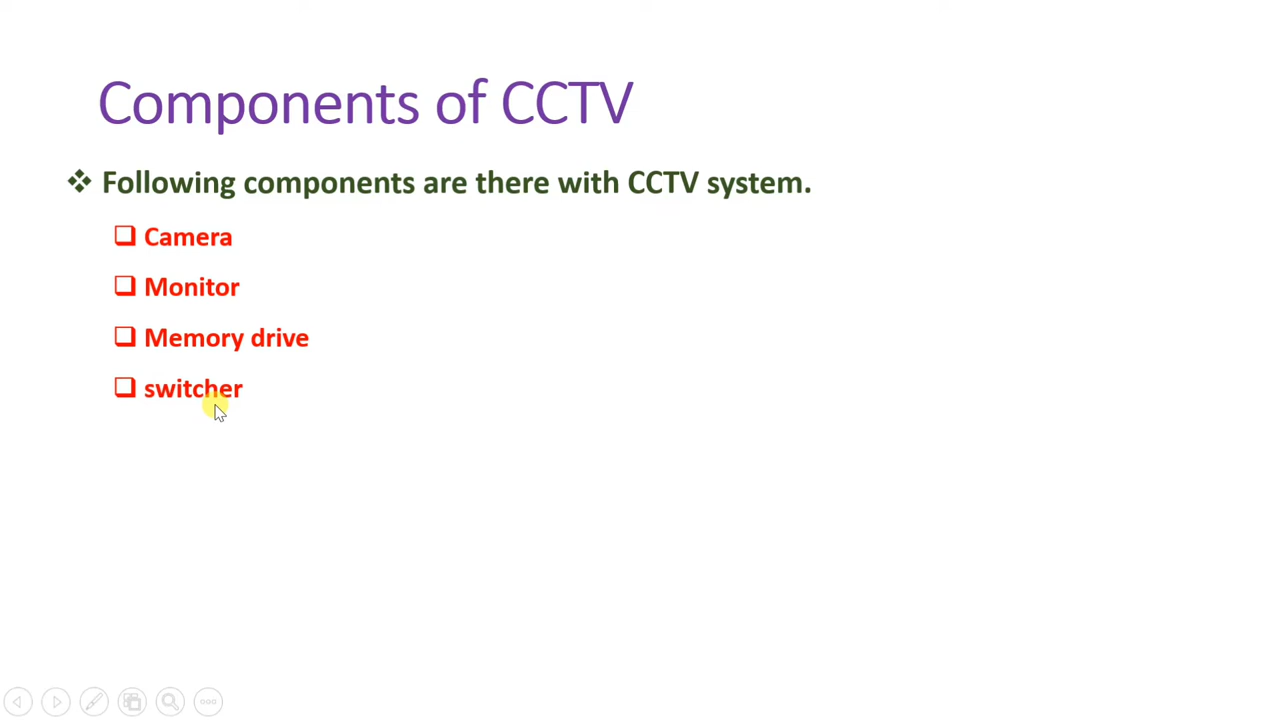 Components of CCTV
Following components are there with CCTV system.
Camera
Monitor
Memory drive
switcher